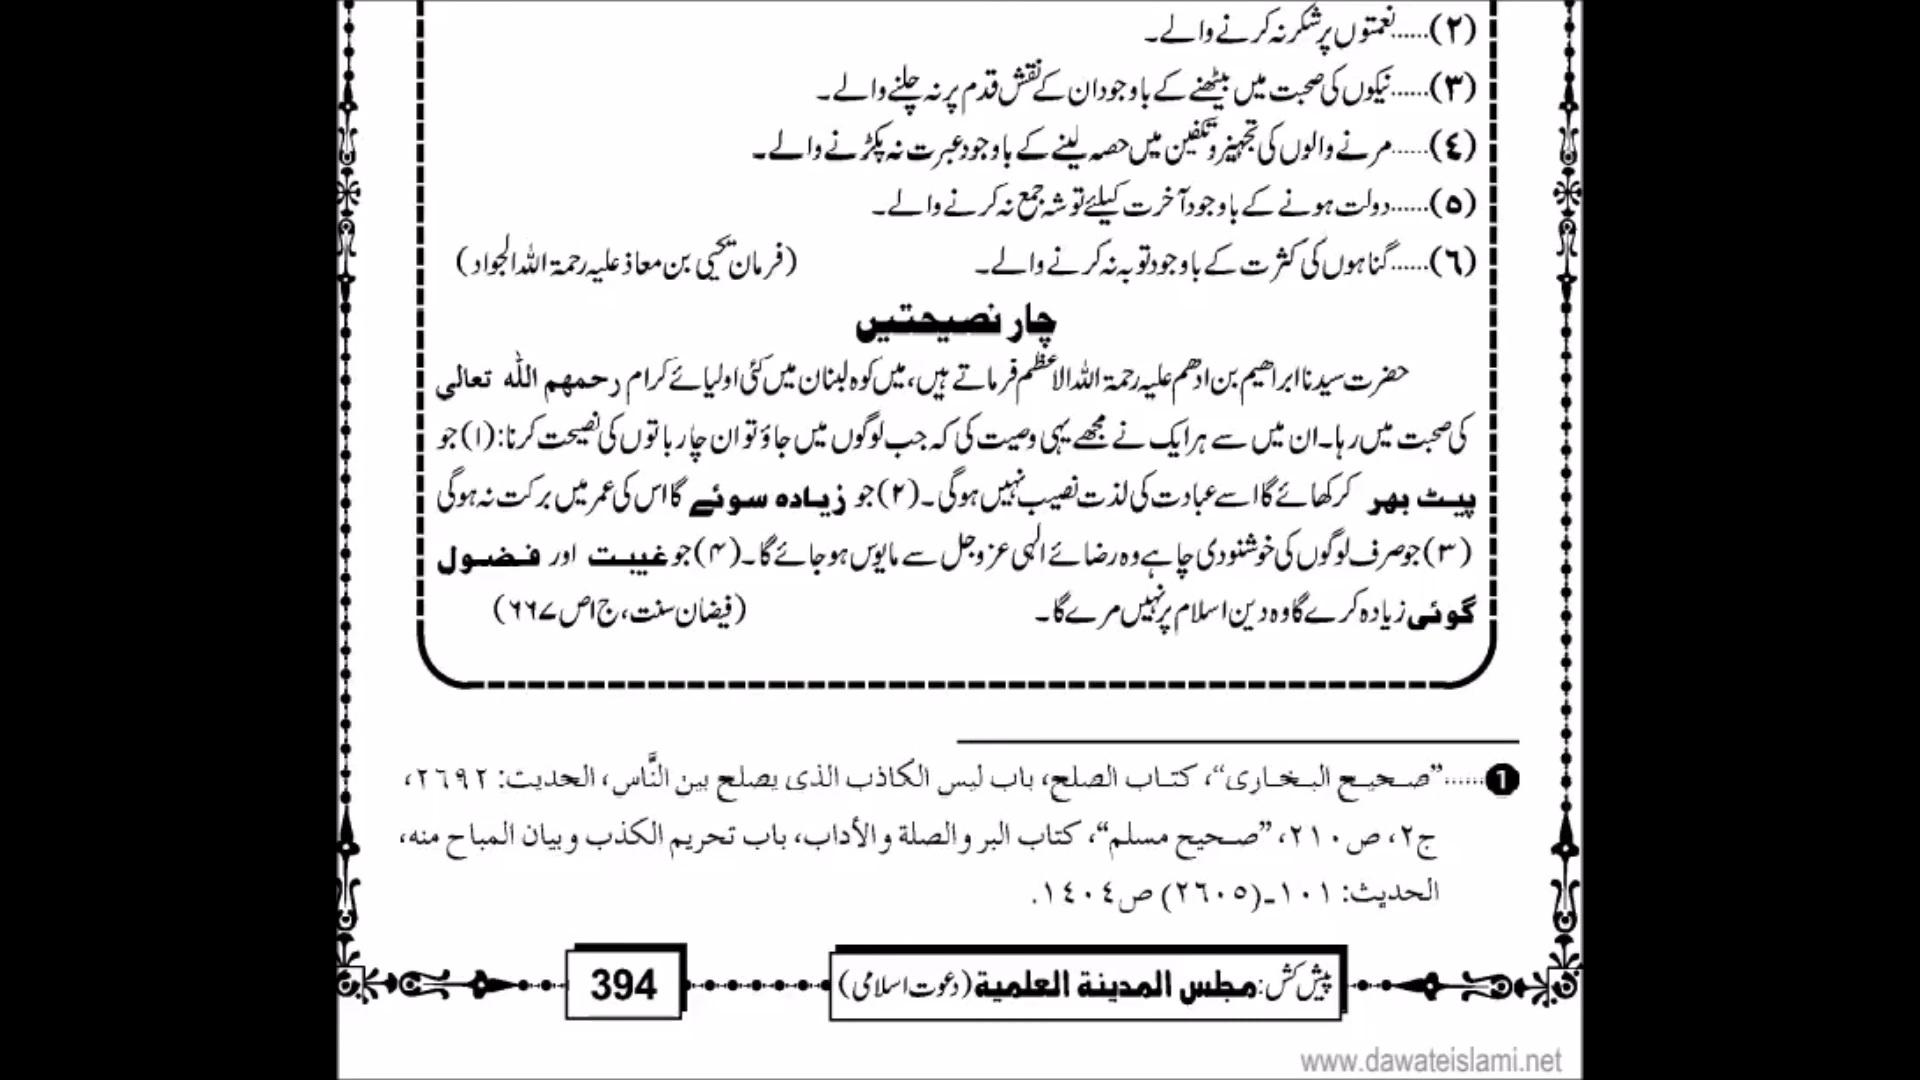 (۲)......نعمتوں پر شکر نہ کرنے والے۔
(۳)......نیکوں کی صحبت میں بیٹھنے کے باوجود ان کے نقش قدم پر نہ چلنے والے۔
(٤)......مرنے والوں کی تجہیز و تکفین میں حصہ لینے کے باوجود عبرت نہ پکڑنے والے۔
(٥)......دولت ہونے کے باوجود آخرت کیلئے توشہ جمع نہ کرنے والے۔
(٦)......گناہوں کی کثرت کے باوجود توبہ نہ کرنے والے۔ (فرمان یحیی بن معاذ علیہ رحمۃ اللہ الجواد)
چار نصیحتیں
حضرت سیدنا ابراھیم بن ادھم علیہ رحمۃ اللہ الاعظم فرماتے ہیں، میں کوہ لبنان میں کئی اولیائے کرام رحمهم الله تعالى
کی صحبت میں رہا۔ ان میں سے ہر ایک نے مجھے یہی وصیت کی کہ جب لوگوں میں جاؤ تو ان چار باتوں کی نصیحت کرنا: (۱) جو
پیٹ بھر کر کھائے گا اسے عبادت کی لذت نصیب نہیں ہوگی۔ (۲) جو زیادہ سوئے گا اس کی عمر میں برکت نہ ہوگی
(۳) جو صرف لوگوں کی خوشنودی چاہے وہ رضائے الٰہی عزوجل سے مایوس ہو جائے گا۔ (۴) جو غیبت اور فضول
گوئی زیادہ کرے گا وہ دین اسلام پر نہیں مرے گا۔ (فیضان سنت، ج۱ ص ٦٦٧)
1......”صحیح البخاری“، کتاب الصلح، باب لیس الکاذب الذی یصلح بین النَّاس، الحدیث: ٢٦٩٢،
ج٢، ص ٢١٠، ”صحیح مسلم“، کتاب البر و الصلة و الأداب، باب تحریم الکذب و بیان المباح منه،
الحدیث: ١٠١۔(٢٦٠٥) ص ١٤٠٤.
پیش کش: مجلس المدینة العلمیة (دعوت اسلامی)
394
www.dawateislami.net